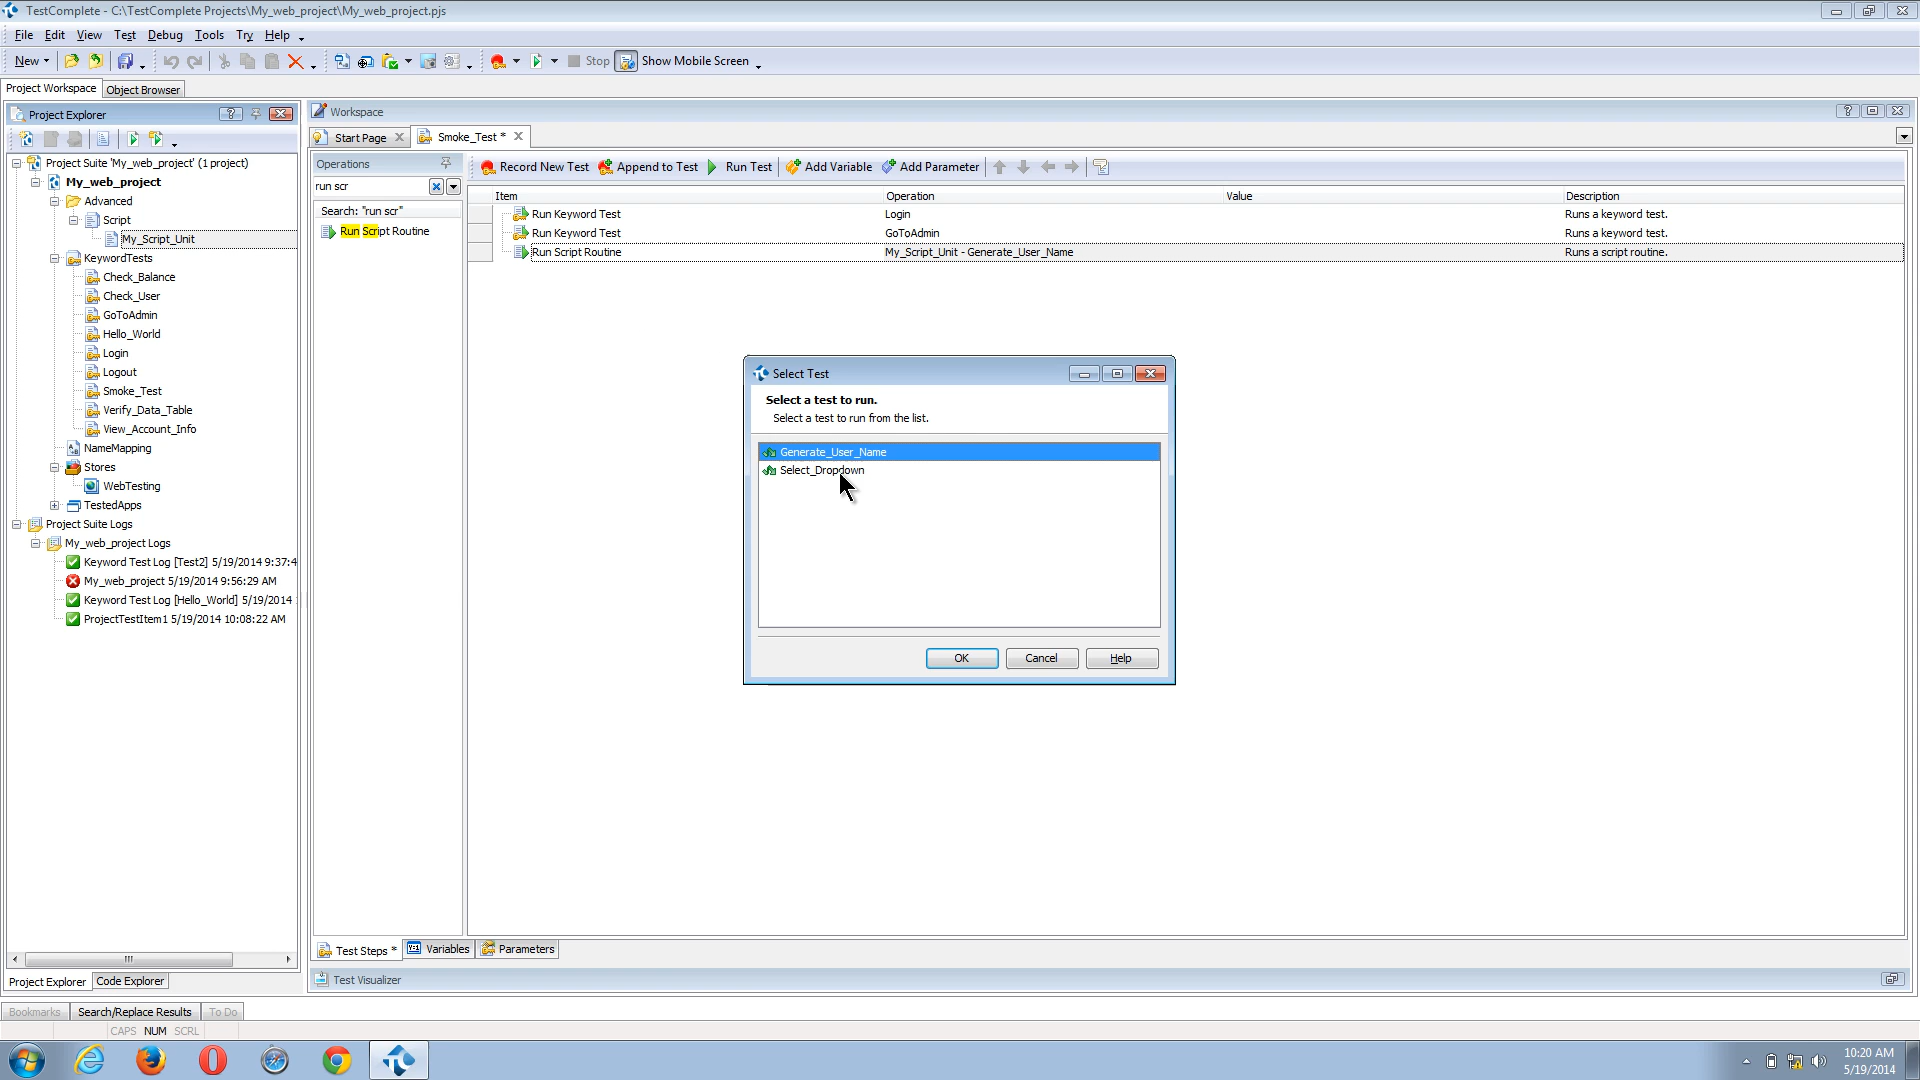 TestComplete - C:\TestComplete Projects\My_web_project\My_web_project.pjs
File Edit View Test Debug Tools Try Help
New Stop Show Mobile Screen
Project Workspace Object Browser
Project Explorer
Project Suite 'My_web_project' (1 project)
My_web_project
Advanced
Script
My_Script_Unit
KeywordTests
Check_Balance
Check_User
GoToAdmin
Hello_World
Login
Logout
Smoke_Test
Verify_Data_Table
View_Account_Info
NameMapping
Stores
WebTesting
TestedApps
Project Suite Logs
My_web_project Logs
Keyword Test Log [Test2] 5/19/2014 9:37:4
My_web_project 5/19/2014 9:56:29 AM
Keyword Test Log [Hello_World] 5/19/2014
ProjectTestItem1 5/19/2014 10:08:22 AM
Project Explorer Code Explorer
Workspace
Start Page Smoke_Test *
Operations
run scr
Search: "run scr"
Run Script Routine
Record New Test Append to Test Run Test Add Variable Add Parameter
Item Operation Value Description
Run Keyword Test Login Runs a keyword test.
Run Keyword Test GoToAdmin Runs a keyword test.
Run Script Routine My_Script_Unit - Generate_User_Name Runs a script routine.
Select Test
Select a test to run.
Select a test to run from the list.
Generate_User_Name
Select_Dropdown
OK Cancel Help
Test Steps * Variables Parameters
Test Visualizer
Bookmarks Search/Replace Results To Do
CAPS NUM SCRL
10:20 AM
5/19/2014